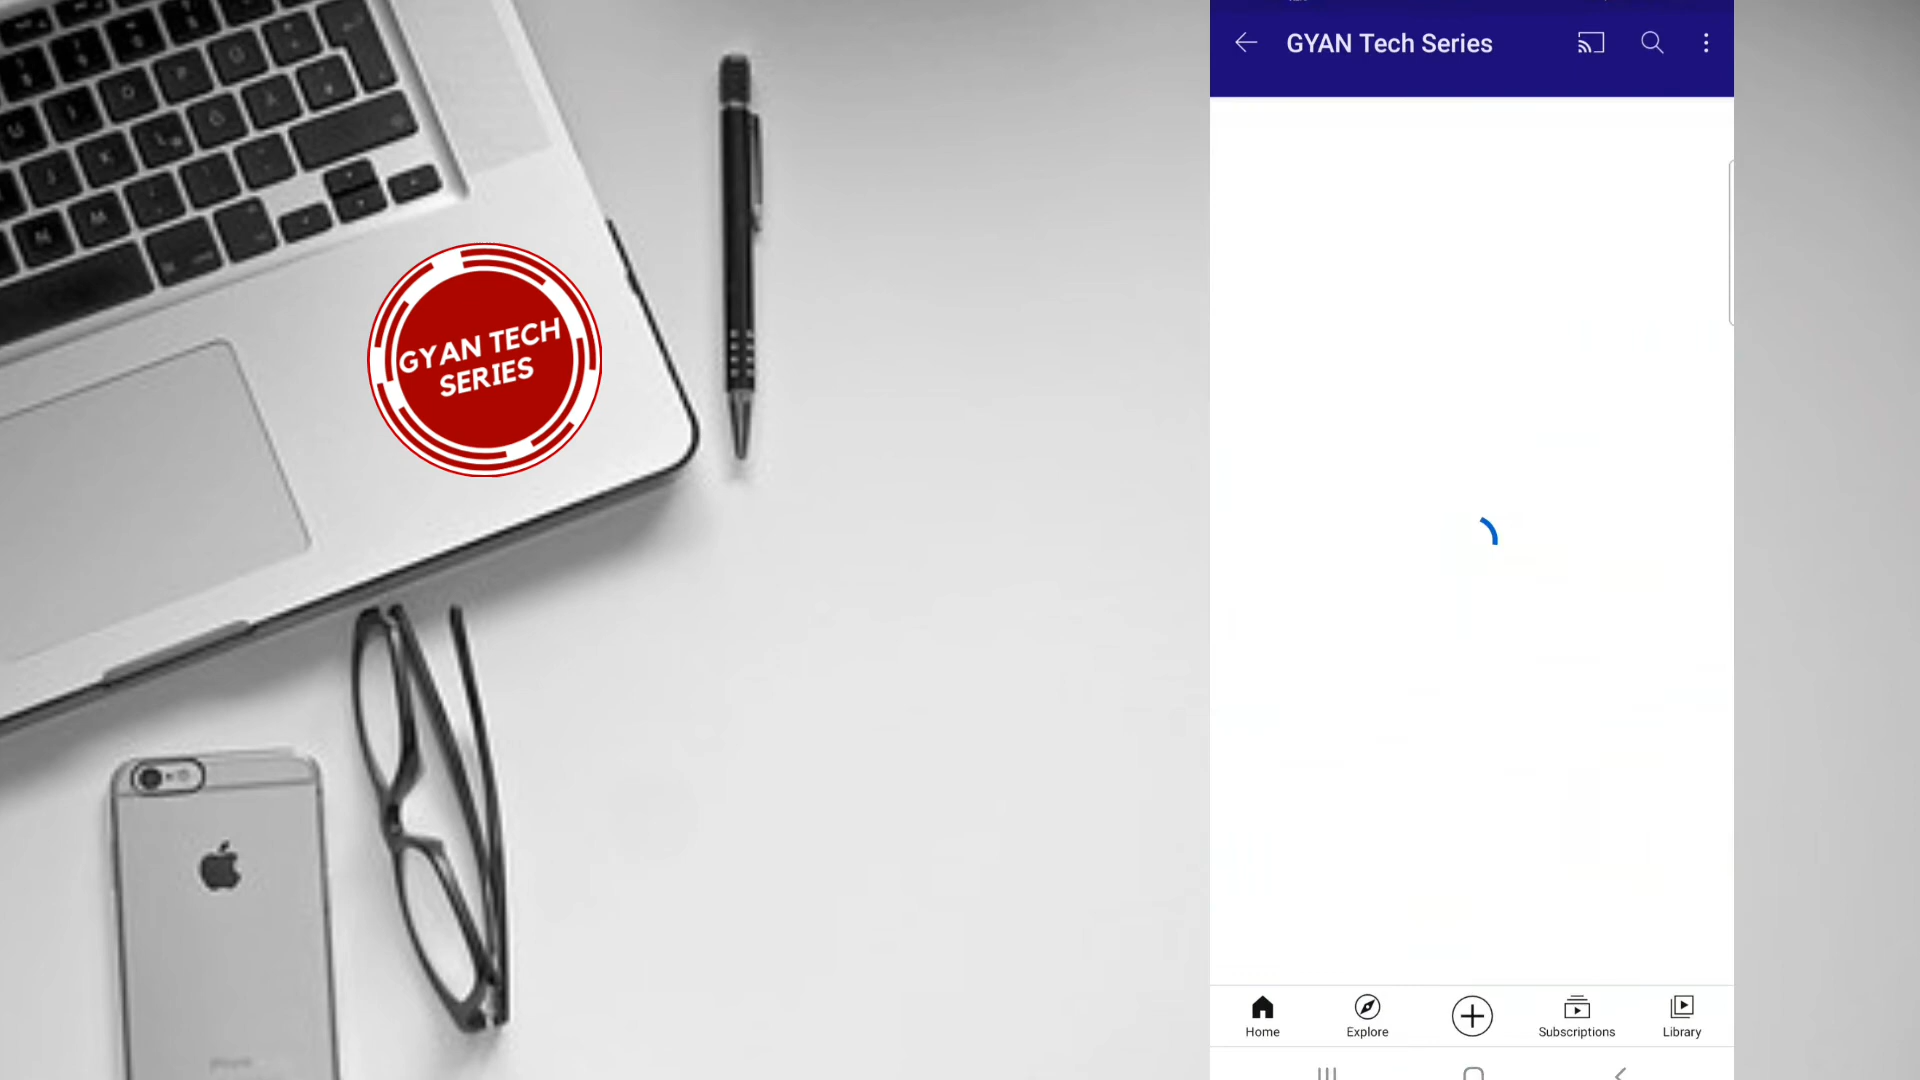 GYAN TECH
SERIES
GYAN Tech Series
Home
Explore
Subscriptions
Library